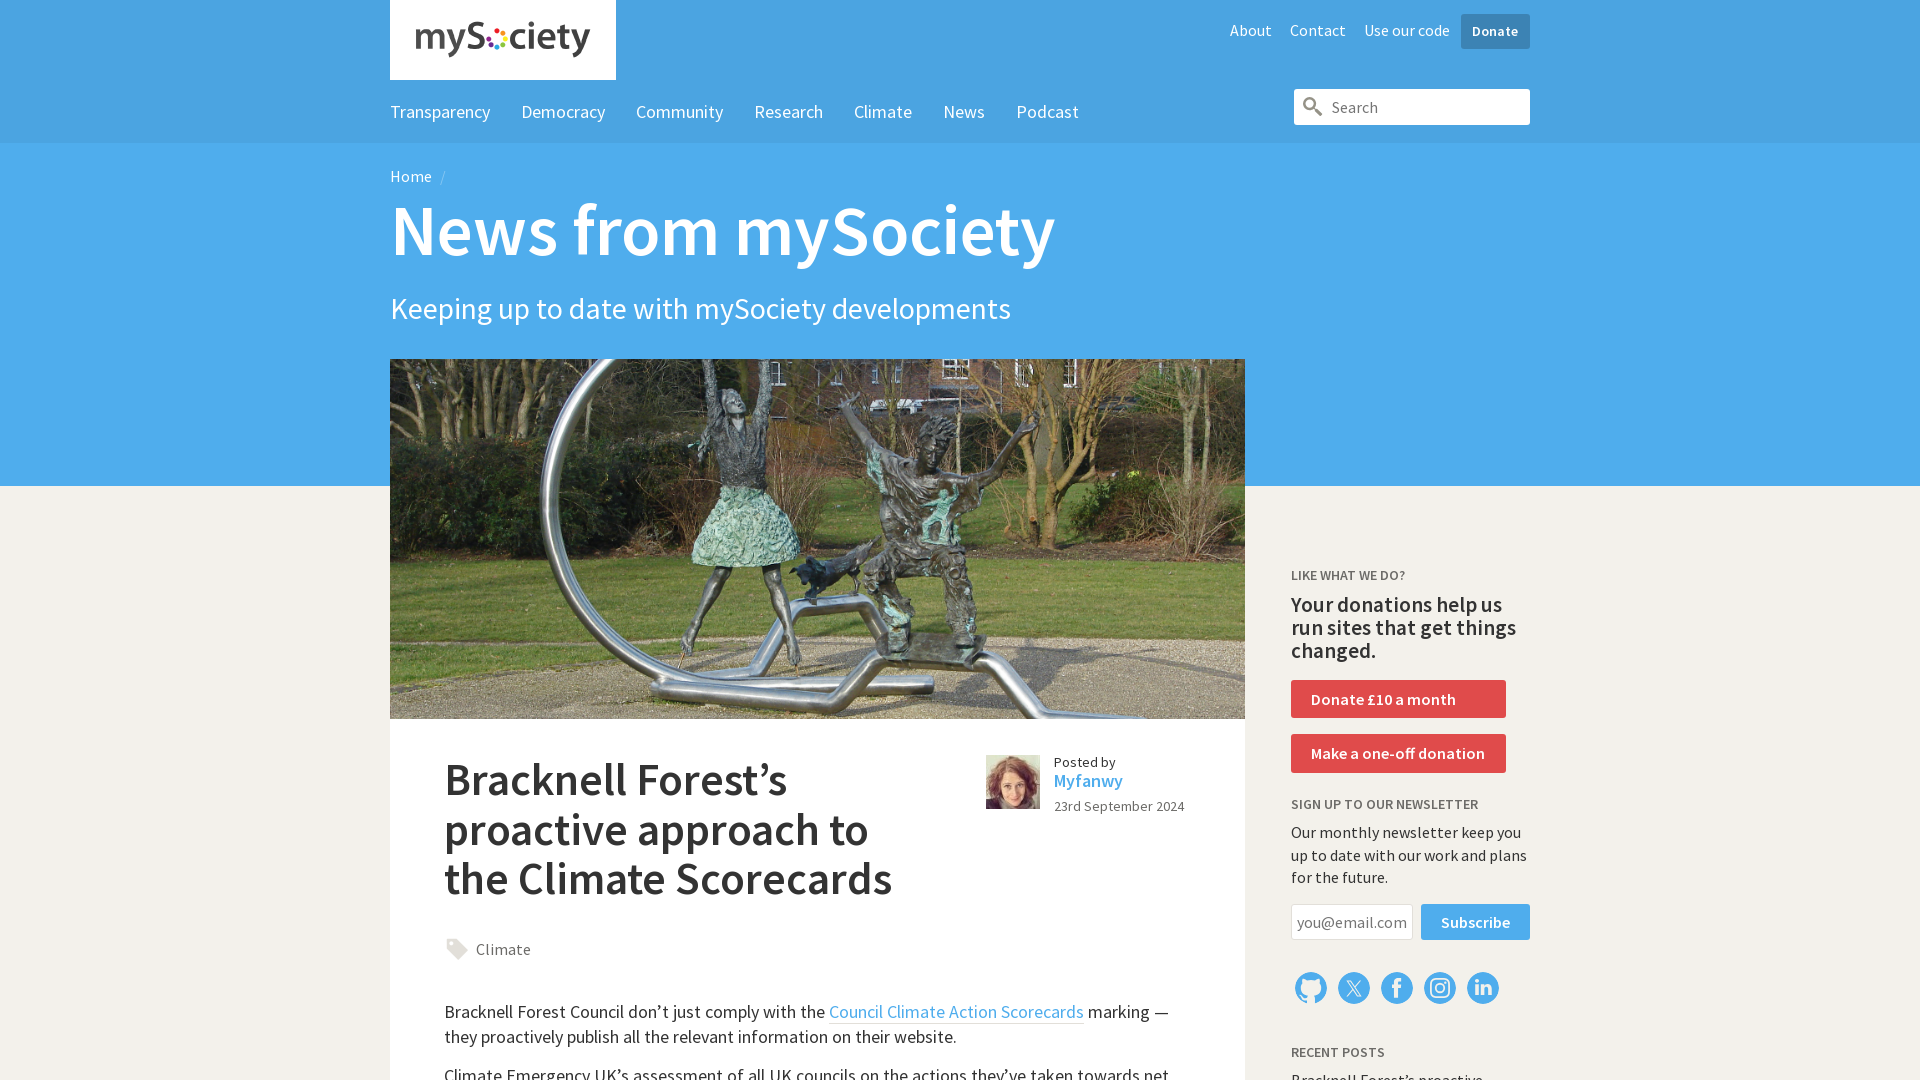 mySociety
About
Contact
Use our code
Donate
Transparency
Democracy
Community
Research
Climate
News
Podcast
Search
Home /
News from mySociety
Keeping up to date with mySociety developments
Bracknell Forest’s
proactive approach to
the Climate Scorecards
Posted by
Myfanwy
23rd September 2024
Climate
Bracknell Forest Council don’t just comply with the Council Climate Action Scorecards marking —
they proactively publish all the relevant information on their website.
Climate Emergency UK’s assessment of all UK councils on the actions they’ve taken towards net
LIKE WHAT WE DO?
Your donations help us
run sites that get things
changed.
Donate £10 a month
Make a one-off donation
SIGN UP TO OUR NEWSLETTER
Our monthly newsletter keep you
up to date with our work and plans
for the future.
you@email.com
Subscribe
RECENT POSTS
Bracknell Forest’s proactive